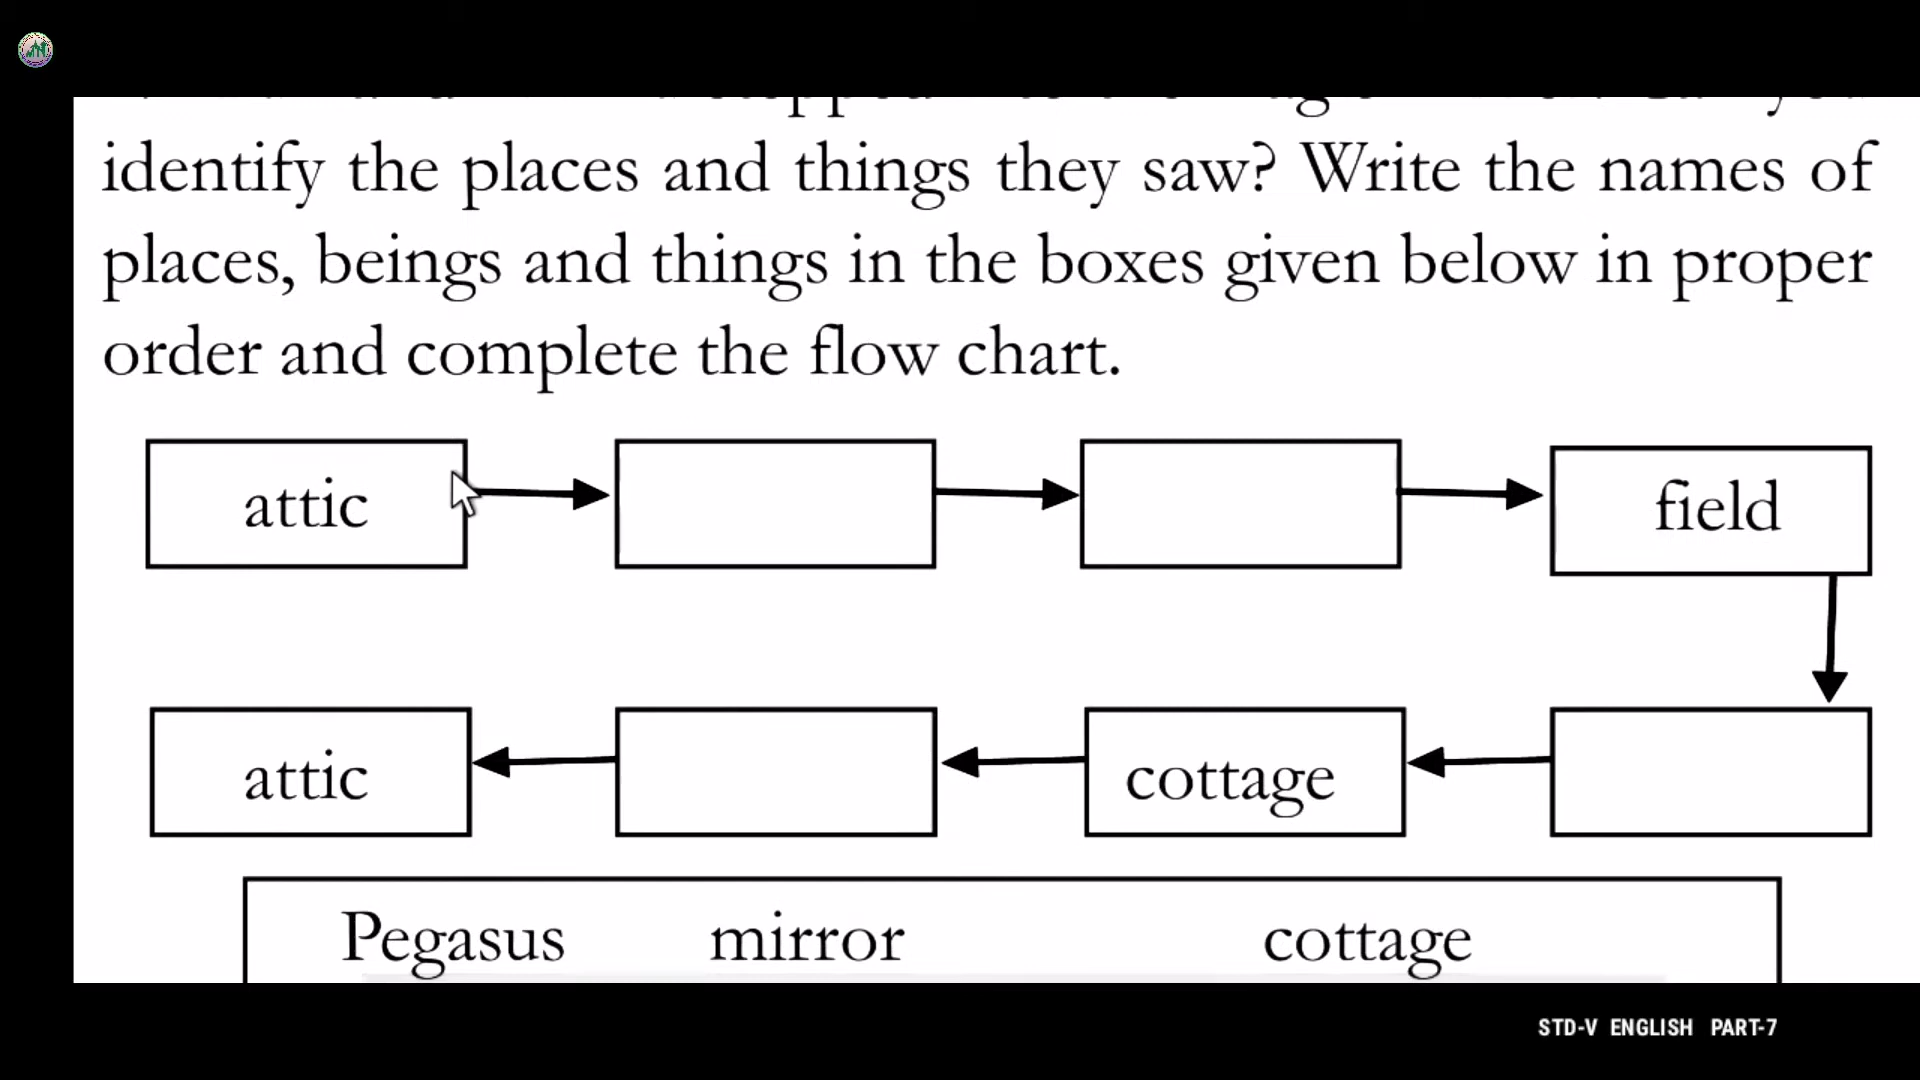 identify the places and things they saw? Write the names of
places, beings and things in the boxes given below in proper
order and complete the flow chart.
attic
field
attic
cottage
Pegasus mirror cottage
STD-V ENGLISH PART-7